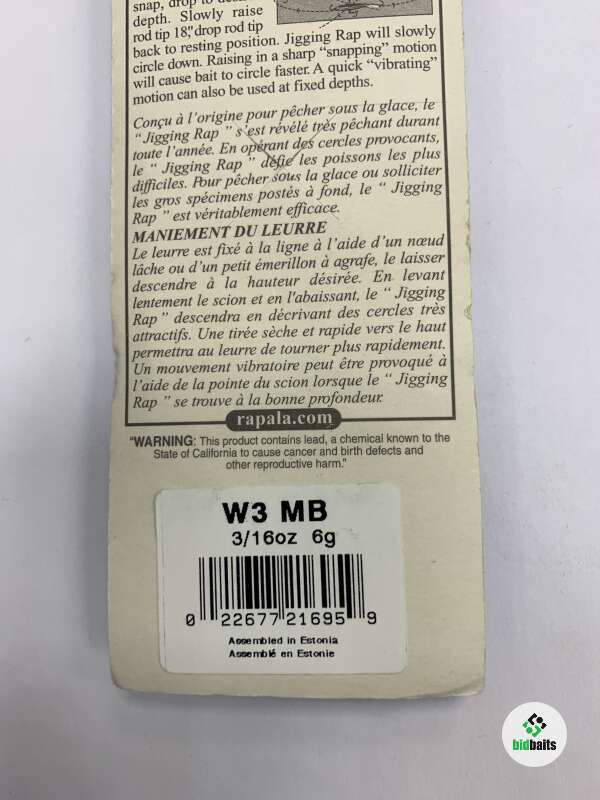 snap, drop to
depth. Slowly raise
rod tip 18", drop rod tip
back to resting position. Jigging Rap will slowly
circle down. Raising in a sharp “snapping” motion
will cause bait to circle faster. A quick “vibrating”
motion can also be used at fixed depths.
Conçu à l'origine pour pêcher sous la glace, le
“ Jigging Rap ” s'est révélé très pêchant durant
toute l'année. En opérant des cercles provocants,
le “ Jigging Rap ” défie les poissons les plus
difficiles. Pour pêcher sous la glace ou solliciter
les gros spécimens postés à fond, le “ Jigging
Rap ” est véritablement efficace.
MANIEMENT DU LEURRE
Le leurre est fixé à la ligne à l'aide d'un nœud
lâche ou d'un petit émerillon à agrafe, le laisser
descendre à la hauteur désirée. En levant
lentement le scion et en l'abaissant, le “ Jigging
Rap ” descendra en décrivant des cercles très
attractifs. Une tirée sèche et rapide vers le haut
permettra au leurre de tourner plus rapidement.
Un mouvement vibratoire peut être provoqué à
l'aide de la pointe du scion lorsque le “ Jigging
Rap ” se trouve à la bonne profondeur.
rapala.com
"WARNING: This product contains lead, a chemical known to the
State of California to cause cancer and birth defects and
other reproductive harm."
W3 MB
3/16oz 6g
0 22677 21695 9
Assembled in Estonia
Assemblé en Estonie
bidbaits